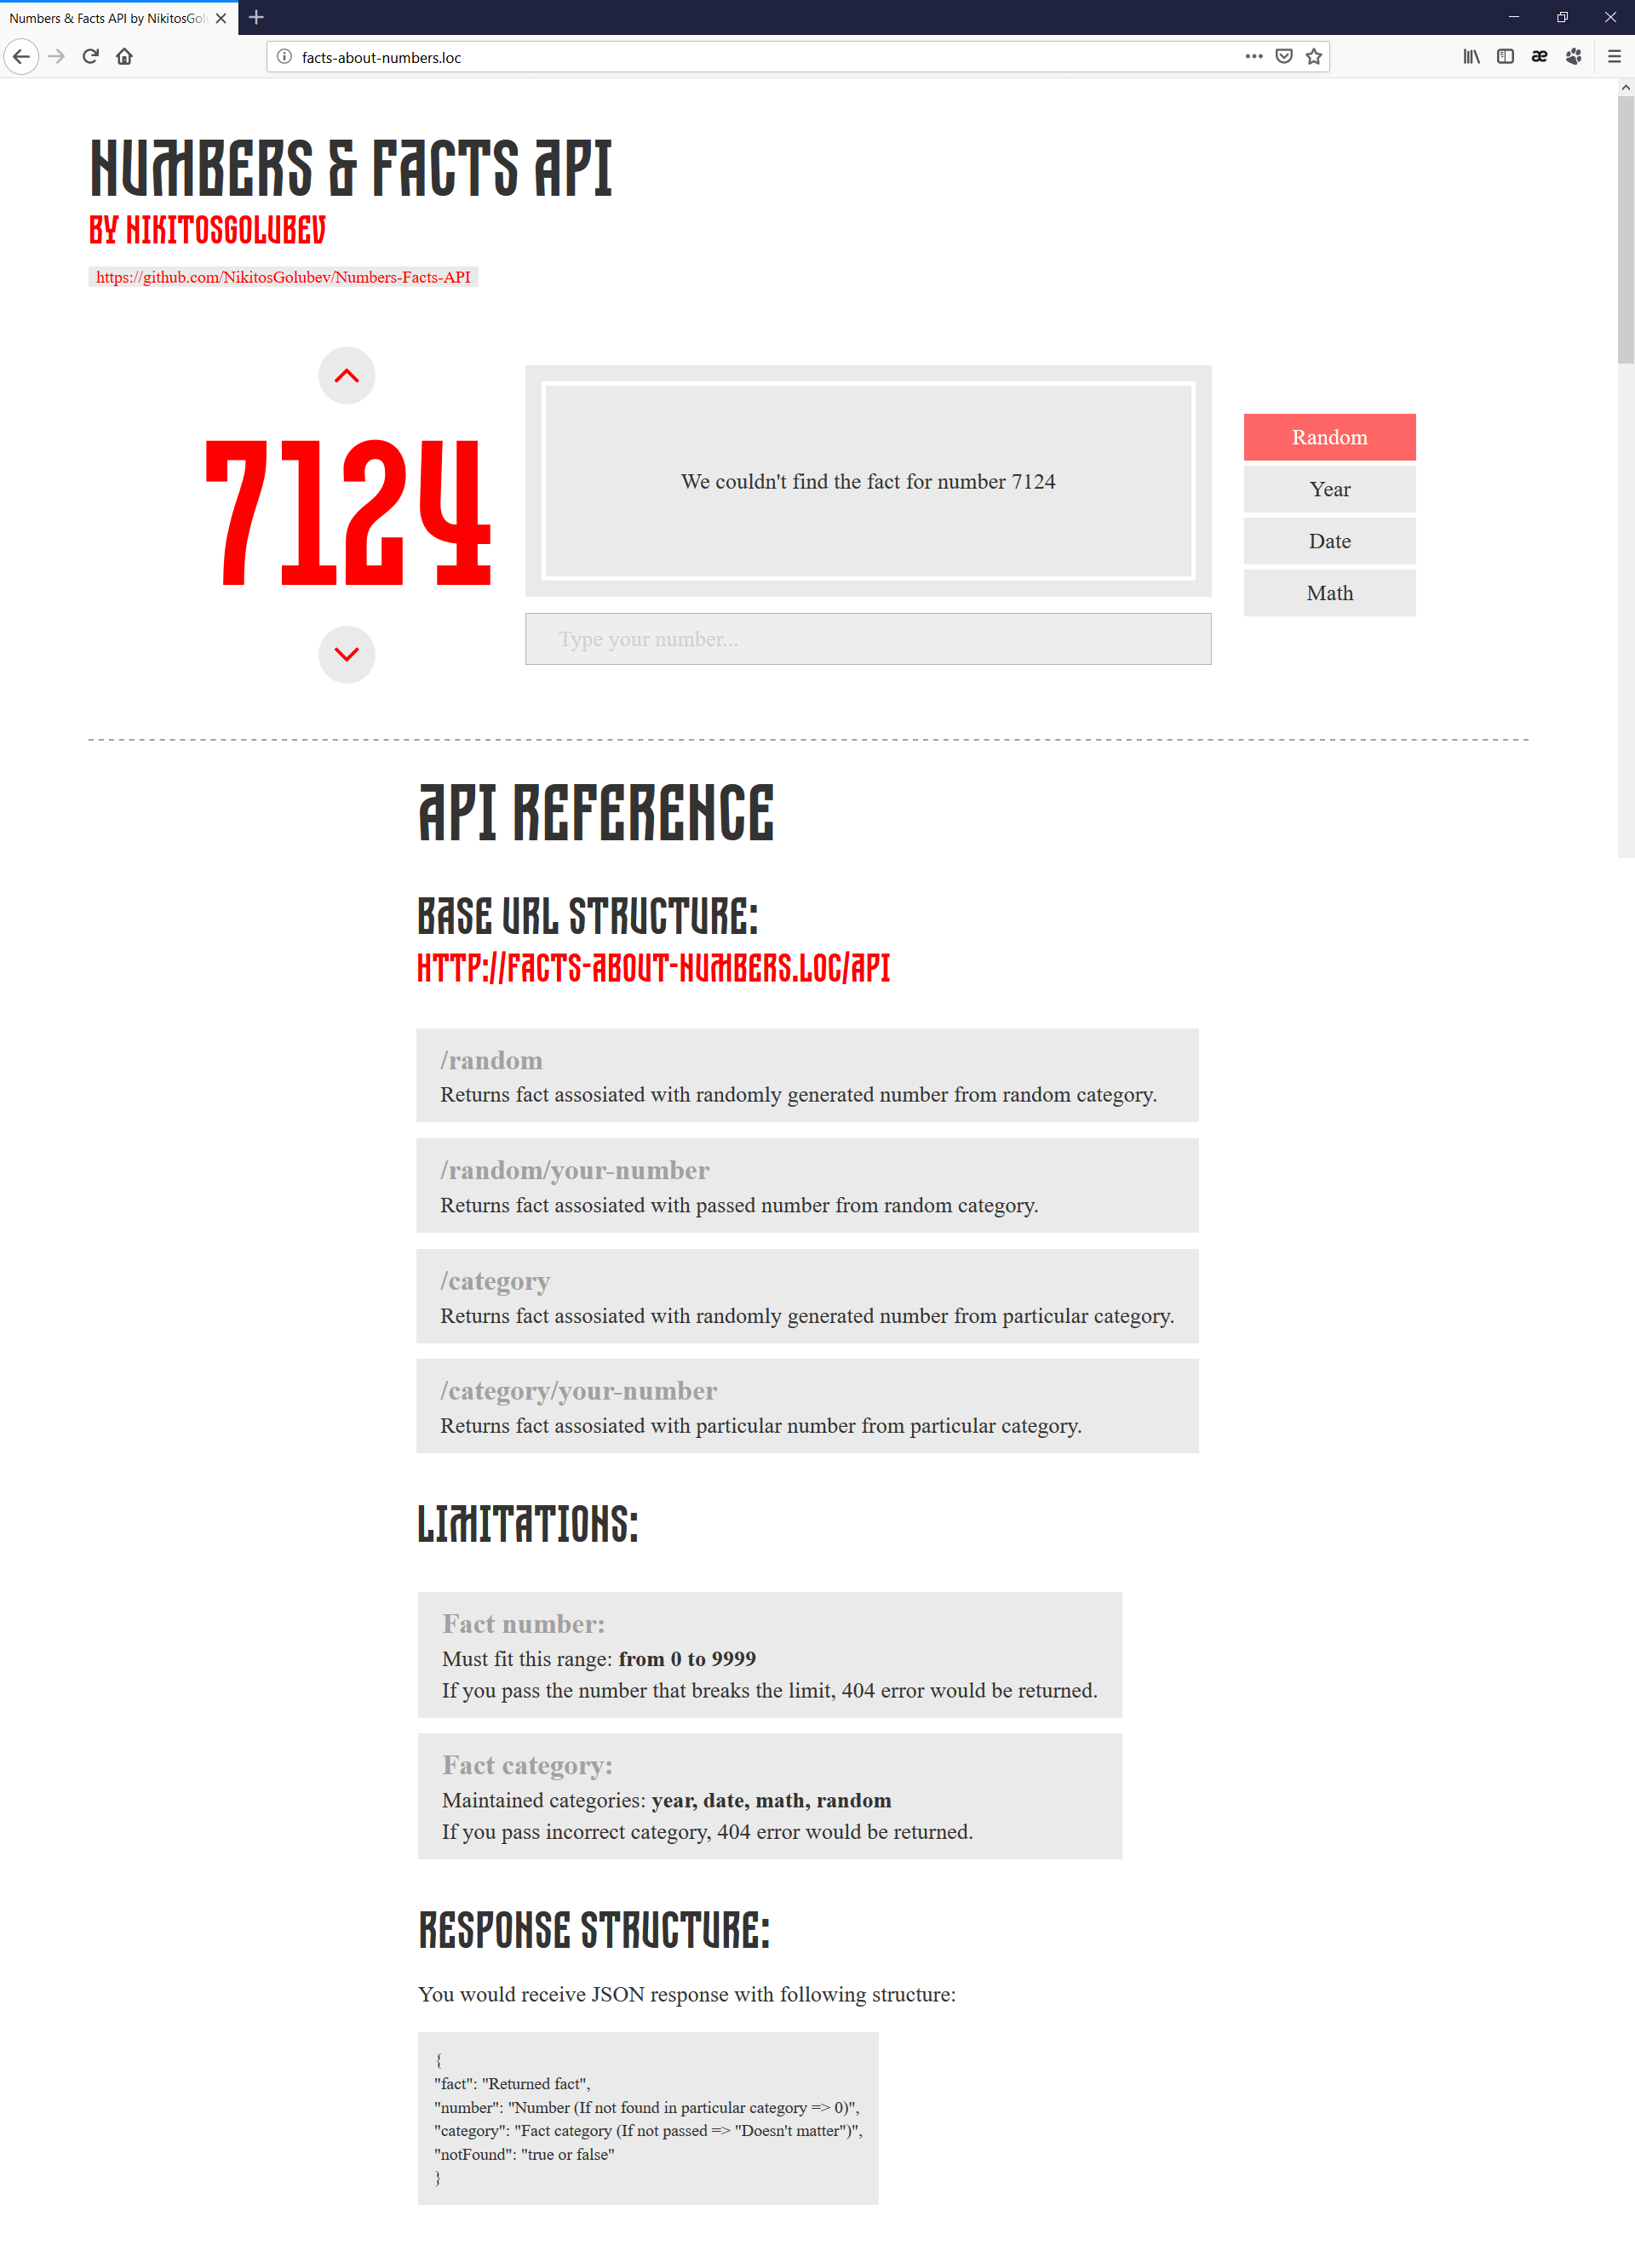 Numbers & Facts API by NikitosGol
facts-about-numbers.loc
NUMBERS & FACTS API
BY NIKITOSGOLUBEV
https://github.com/NikitosGolubev/Numbers-Facts-API
7124
We couldn't find the fact for number 7124
Type your number...
Random
Year
Date
Math
API REFERENCE
BASE URL STRUCTURE:
HTTP://FACTS-ABOUT-NUMBERS.LOC/API
/random
Returns fact assosiated with randomly generated number from random category.
/random/your-number
Returns fact assosiated with passed number from random category.
/category
Returns fact assosiated with randomly generated number from particular category.
/category/your-number
Returns fact assosiated with particular number from particular category.
LIMITATIONS:
Fact number:
Must fit this range: from 0 to 9999
If you pass the number that breaks the limit, 404 error would be returned.
Fact category:
Maintained categories: year, date, math, random
If you pass incorrect category, 404 error would be returned.
RESPONSE STRUCTURE:
You would receive JSON response with following structure:
{
"fact": "Returned fact",
"number": "Number (If not found in particular category => 0)",
"category": "Fact category (If not passed => "Doesn't matter")",
"notFound": "true or false"
}